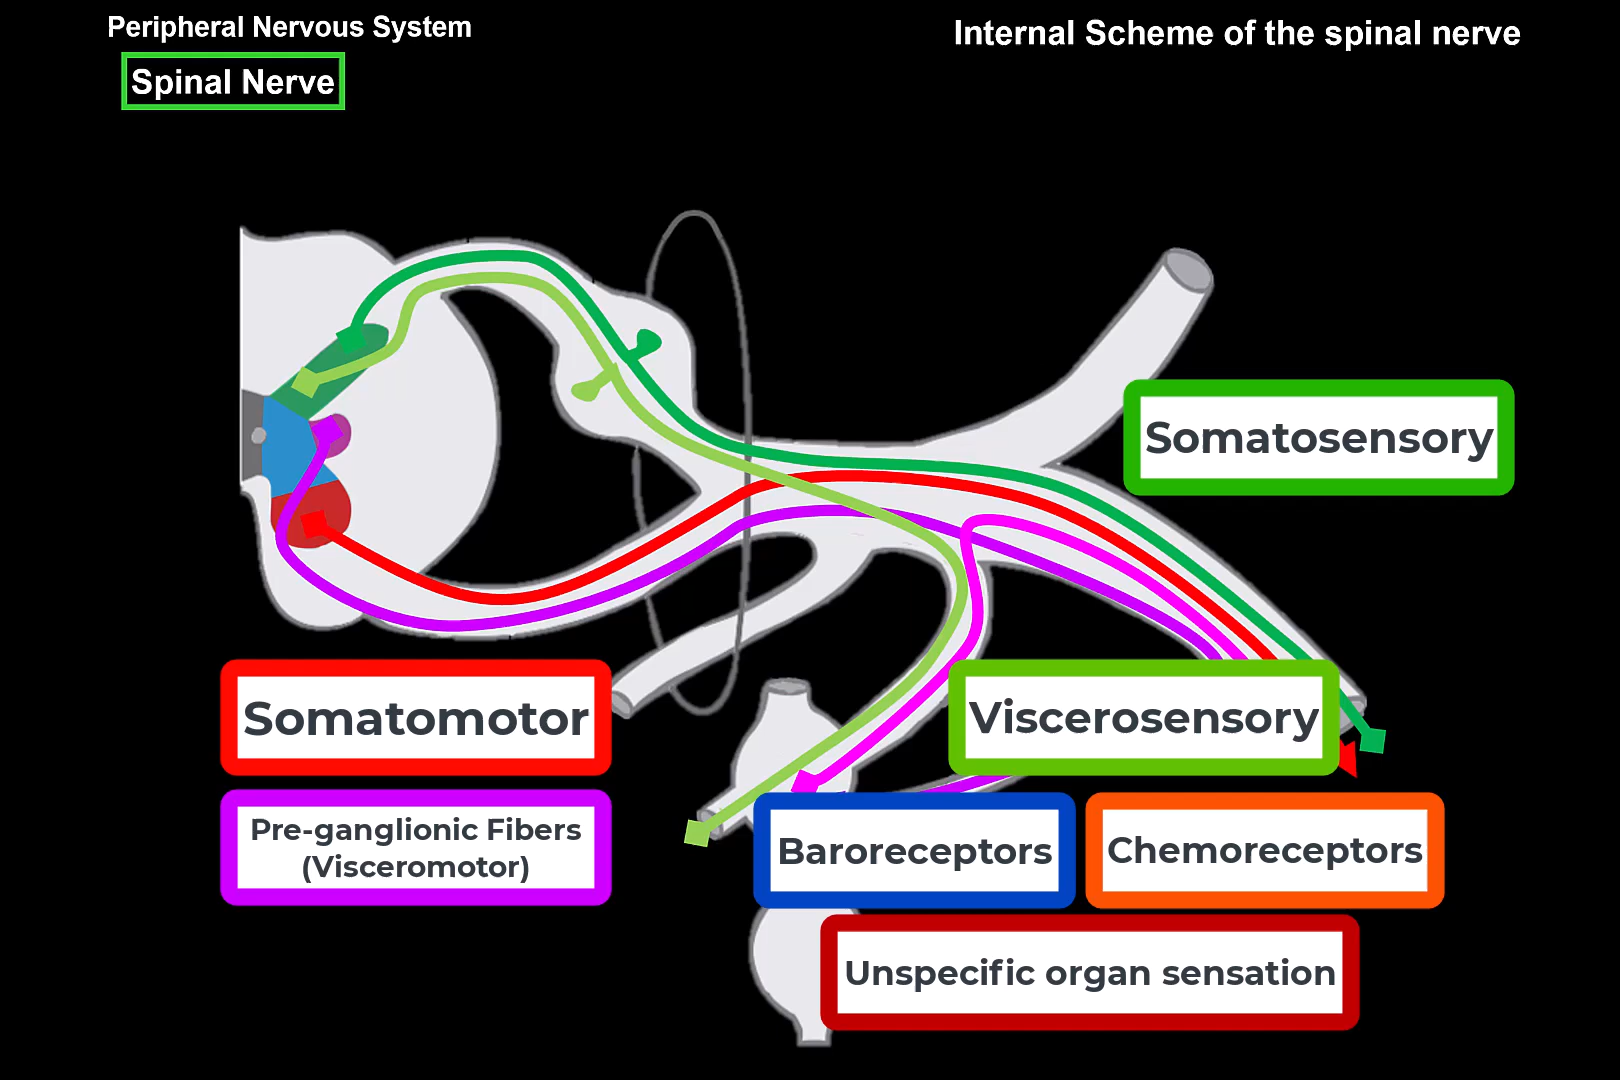 Peripheral Nervous System
Spinal Nerve
Internal Scheme of the spinal nerve
Somatosensory
Somatomotor
Viscerosensory
Pre-ganglionic Fibers
(Visceromotor)
Baroreceptors
Chemoreceptors
Unspecific organ sensation